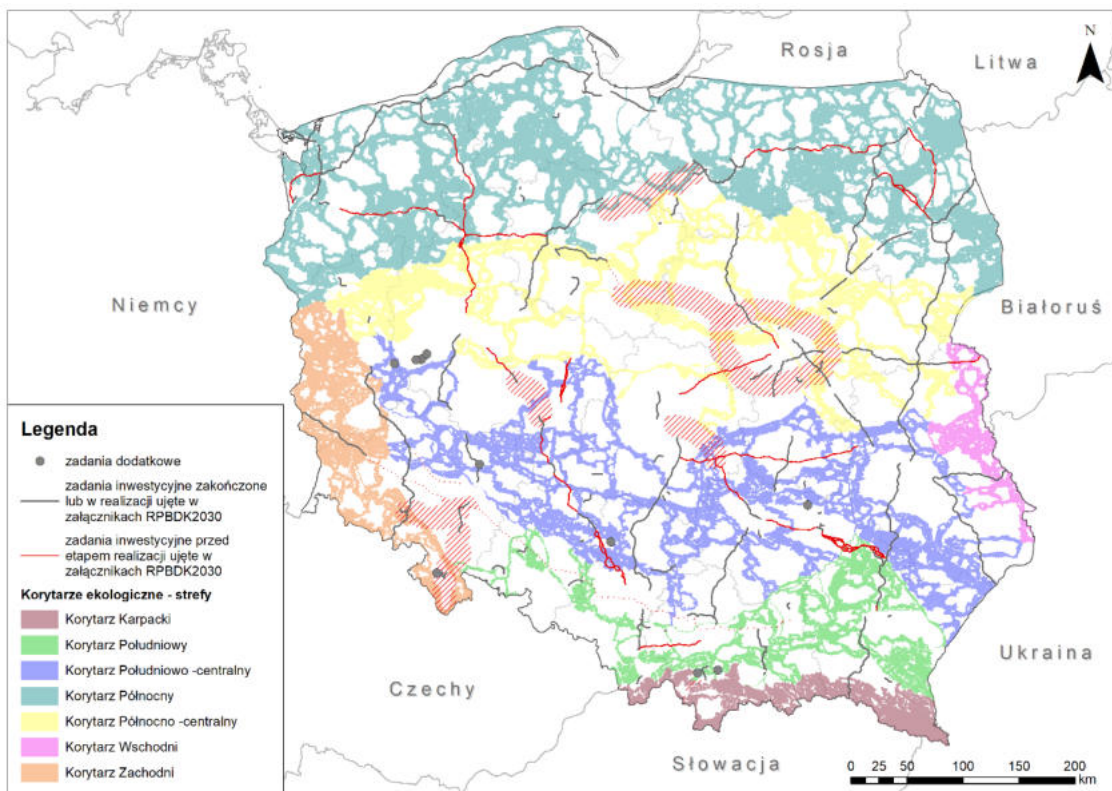 N
Rosja
Litwa
Niemcy
Białoruś
Ukraina
Czechy
Słowacja
Legenda
zadania dodatkowe
zadania inwestycyjne zakończone
lub w realizacji ujęte w
załącznikach RPBDK2030
zadania inwestycyjne przed
etapem realizacji ujęte w
załącznikach RPBDK2030
Korytarze ekologiczne - strefy
Korytarz Karpacki
Korytarz Południowy
Korytarz Południowo -centralny
Korytarz Północny
Korytarz Północno -centralny
Korytarz Wschodni
Korytarz Zachodni
0 25 50 100 150 200
km